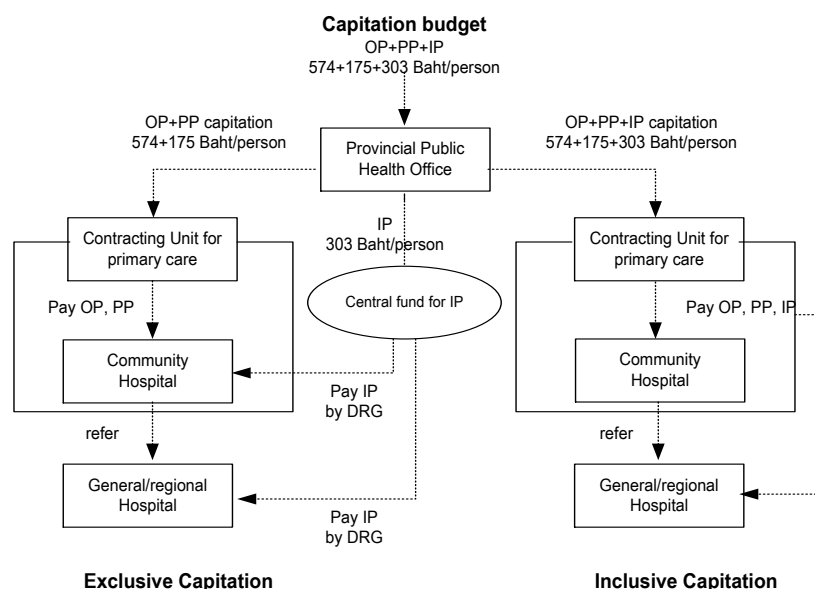 Capitation budget
OP+PP+IP
574+175+303 Baht/person
OP+PP capitation
574+175 Baht/person
OP+PP+IP capitation
574+175+303 Baht/person
Provincial Public
Health Office
IP
303 Baht/person
Contracting Unit for
primary care
Contracting Unit for
primary care
Central fund for IP
Pay OP, PP
Pay OP, PP, IP
Community
Hospital
Community
Hospital
Pay IP
by DRG
refer
refer
General/regional
Hospital
General/regional
Hospital
Pay IP
by DRG
Exclusive Capitation
Inclusive Capitation